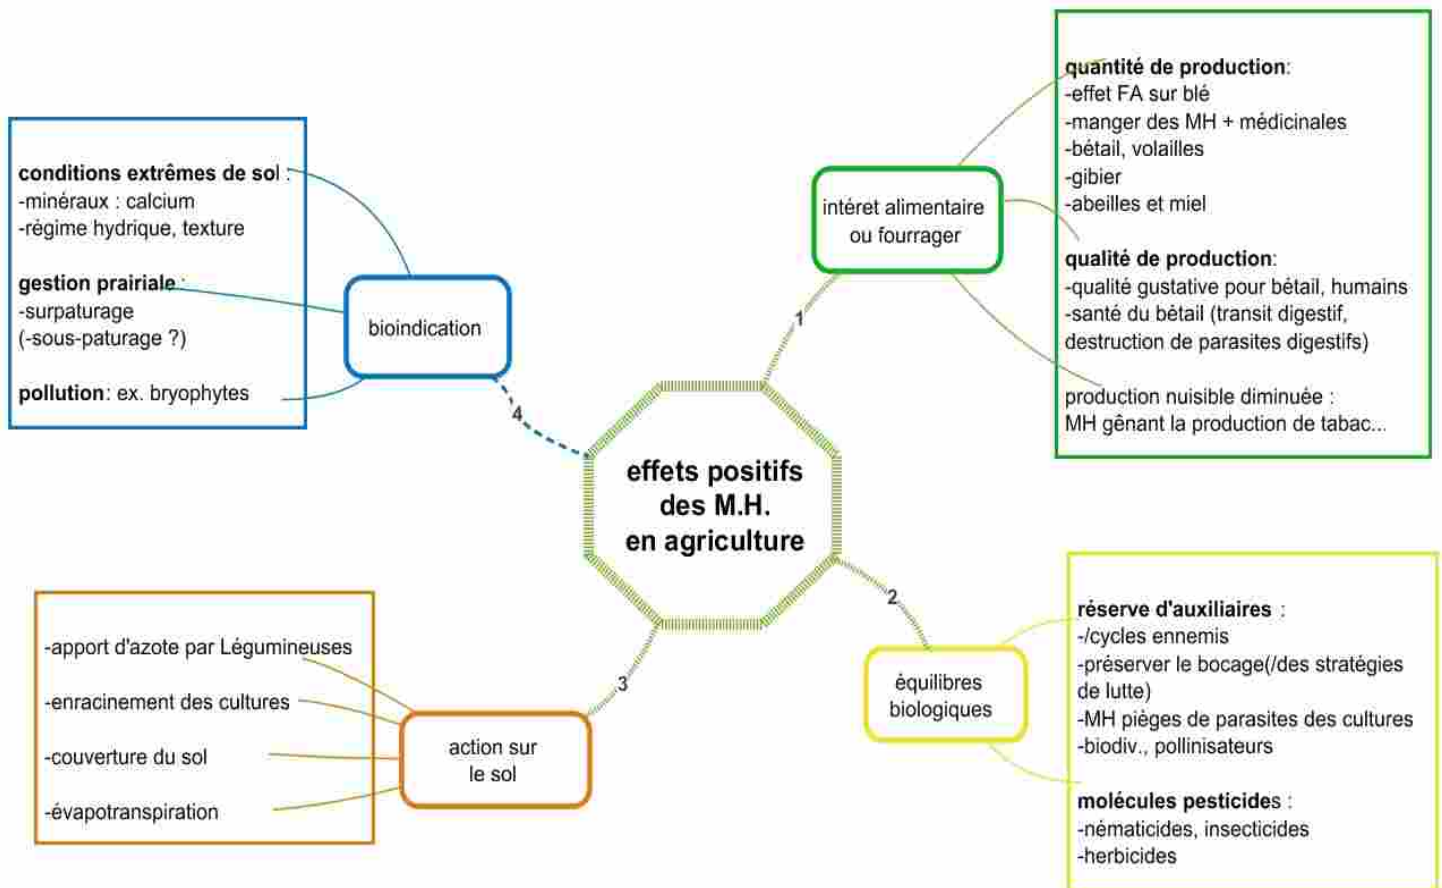 effets positifs
des M.H.
en agriculture
1
intéret alimentaire
ou fourrager
quantité de production:
-effet FA sur blé
-manger des MH + médicinales
-bétail, volailles
-gibier
-abeilles et miel
qualité de production:
-qualité gustative pour bétail, humains
-santé du bétail (transit digestif,
destruction de parasites digestifs)
production nuisible diminuée :
MH gênant la production de tabac...
2
équilibres
biologiques
réserve d'auxiliaires :
-/cycles ennemis
-préserver le bocage(/des stratégies
de lutte)
-MH pièges de parasites des cultures
-biodiv., pollinisateurs
molécules pesticides :
-nématicides, insecticides
-herbicides
3
action sur
le sol
-apport d'azote par Légumineuses
-enracinement des cultures
-couverture du sol
-évapotranspiration
4
bioindication
conditions extrêmes de sol :
-minéraux : calcium
-régime hydrique, texture
gestion prairiale :
-surpaturage
(-sous-paturage ?)
pollution: ex. bryophytes